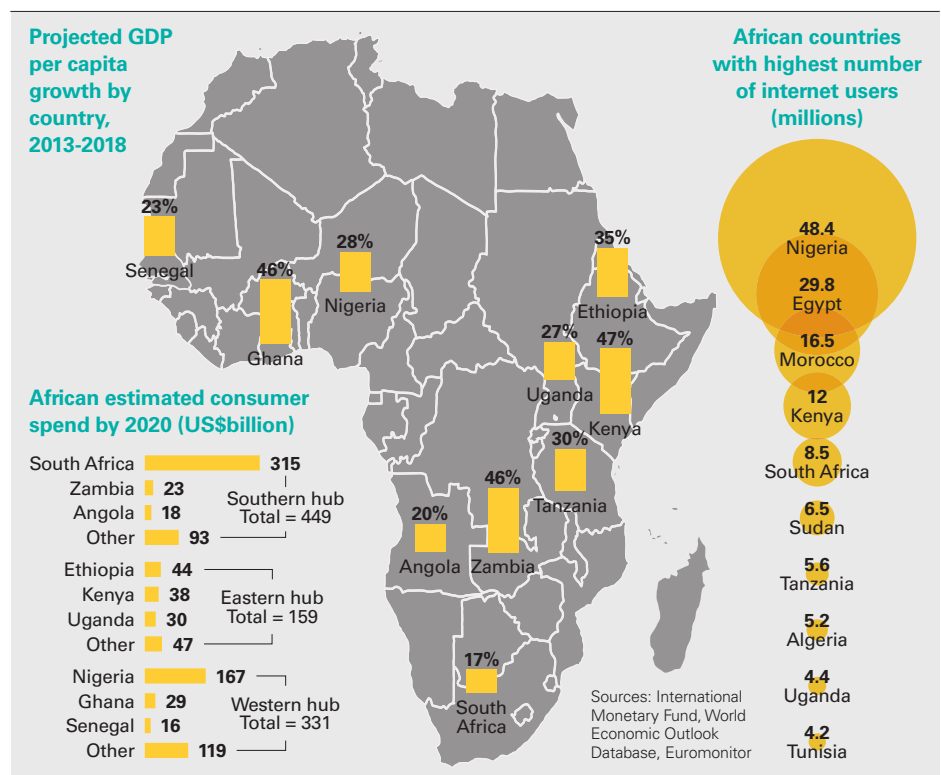 Projected GDP
per capita
growth by
country,
2013-2018
23%
Senegal
46%
Ghana
28%
Nigeria
35%
Ethiopia
27%
Uganda
47%
Kenya
30%
Tanzania
20%
Angola
46%
Zambia
17%
South
Africa
African estimated consumer
spend by 2020 (US$billion)
South Africa 315
Zambia 23
Angola 18
Other 93
Southern hub
Total = 449
Ethiopia 44
Kenya 38
Uganda 30
Other 47
Eastern hub
Total = 159
Nigeria 167
Ghana 29
Senegal 16
Other 119
Western hub
Total = 331
African countries
with highest number
of internet users
(millions)
48.4
Nigeria
29.8
Egypt
16.5
Morocco
12
Kenya
8.5
South Africa
6.5
Sudan
5.6
Tanzania
5.2
Algeria
4.4
Uganda
4.2
Tunisia
Sources: International
Monetary Fund, World
Economic Outlook
Database, Euromonitor